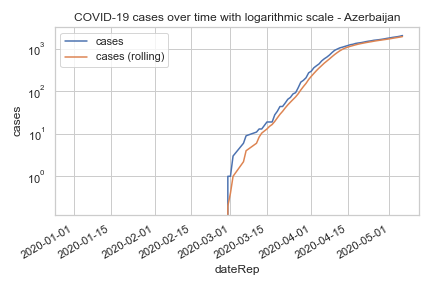 COVID-19 cases over time with logarithmic scale - Azerbaijan
cases
cases (rolling)
10³
10²
10¹
10⁰
cases
2020-01-01
2020-01-15
2020-02-01
2020-02-15
2020-03-01
2020-03-15
2020-04-01
2020-04-15
2020-05-01
dateRep